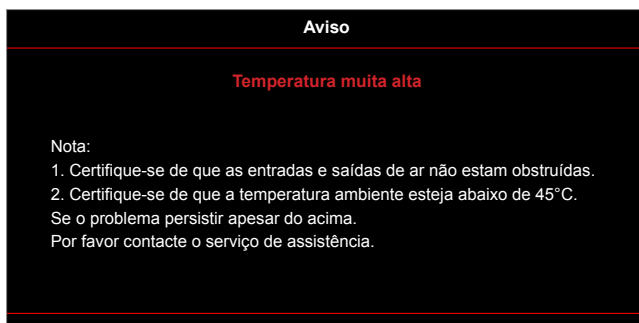 Aviso
Temperatura muita alta
Nota:
1. Certifique-se de que as entradas e saídas de ar não estam obstruídas.
2. Certifique-se de que a temperatura ambiente esteja abaixo de 45°C.
Se o problema persistir apesar do acima.
Por favor contacte o serviço de assistência.